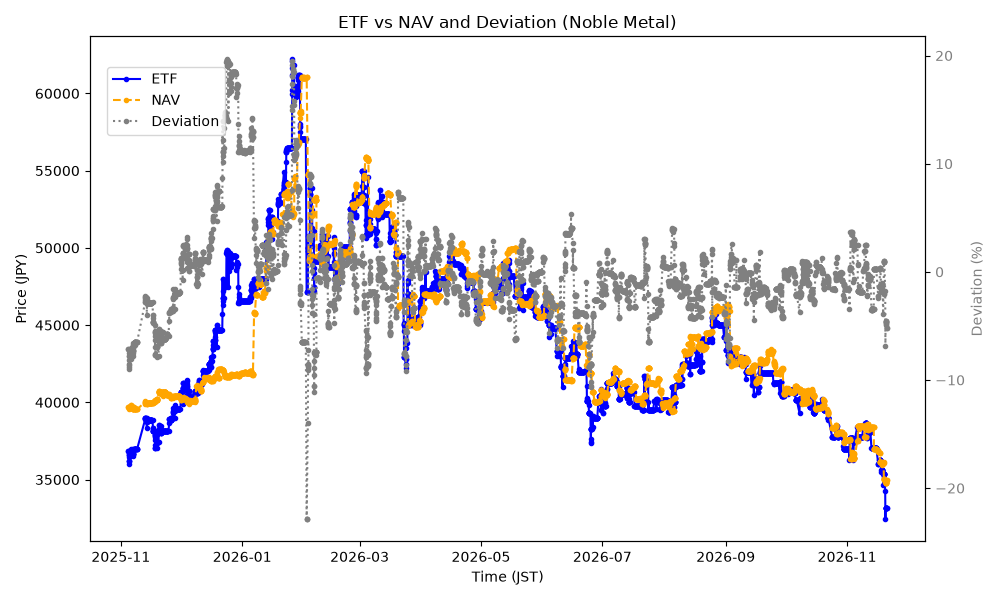 ETF vs NAV and Deviation (Noble Metal)
ETF
NAV
Deviation
Price (JPY)
60000
55000
50000
45000
40000
35000
20
10
0
−10
−20
Deviation (%)
2025-11
2026-01
2026-03
2026-05
2026-07
2026-09
2026-11
Time (JST)